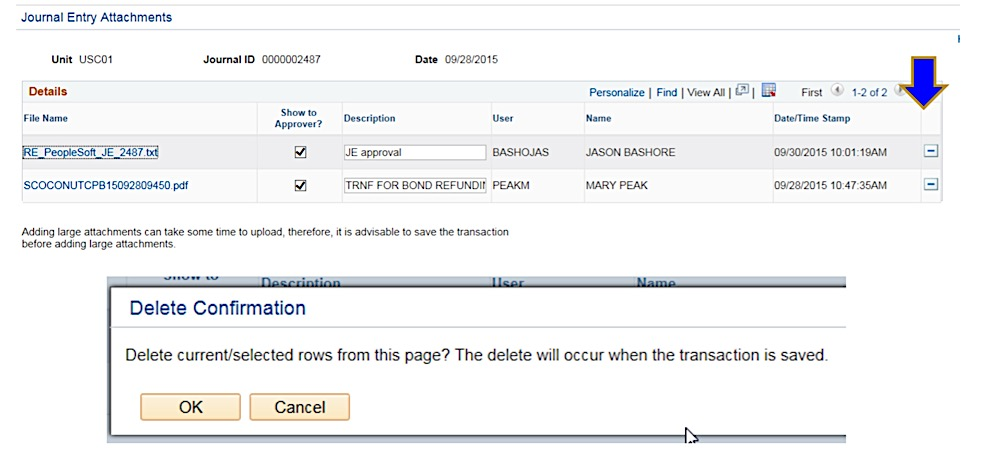 Journal Entry Attachments
Unit USC01 Journal ID 0000002487 Date 09/28/2015
Details Personalize | Find | View All | | First 1-2 of 2
File Name Show to Approver? Description User Name Date/Time Stamp
RE_PeopleSoft_JE_2487.txt JE approval BASHOJAS JASON BASHORE 09/30/2015 10:01:19AM
SCOCONUTCPB15092809450.pdf TRNF FOR BOND REFUNDIN PEAKM MARY PEAK 09/28/2015 10:47:35AM
Adding large attachments can take some time to upload, therefore, it is advisable to save the transaction
before adding large attachments.
Show to Description User Name
Delete Confirmation
Delete current/selected rows from this page? The delete will occur when the transaction is saved.
OK Cancel